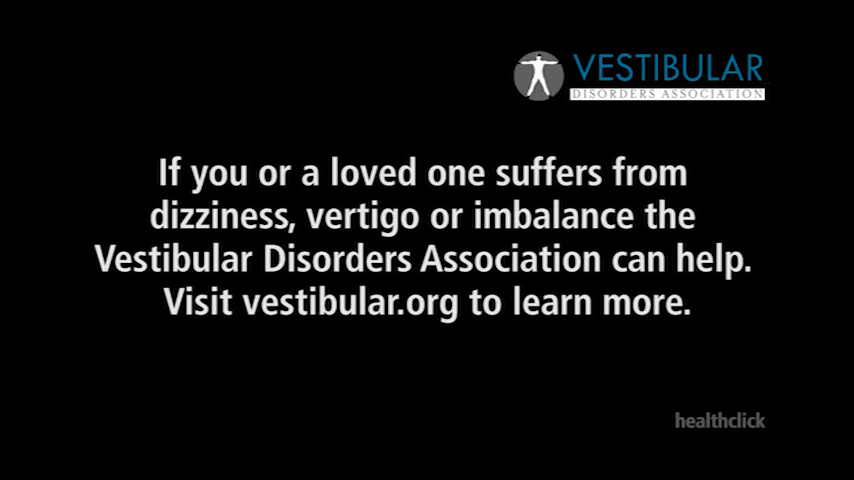 VESTIBULAR
DISORDERS ASSOCIATION
If you or a loved one suffers from
dizziness, vertigo or imbalance the
Vestibular Disorders Association can help.
Visit vestibular.org to learn more.
healthclick